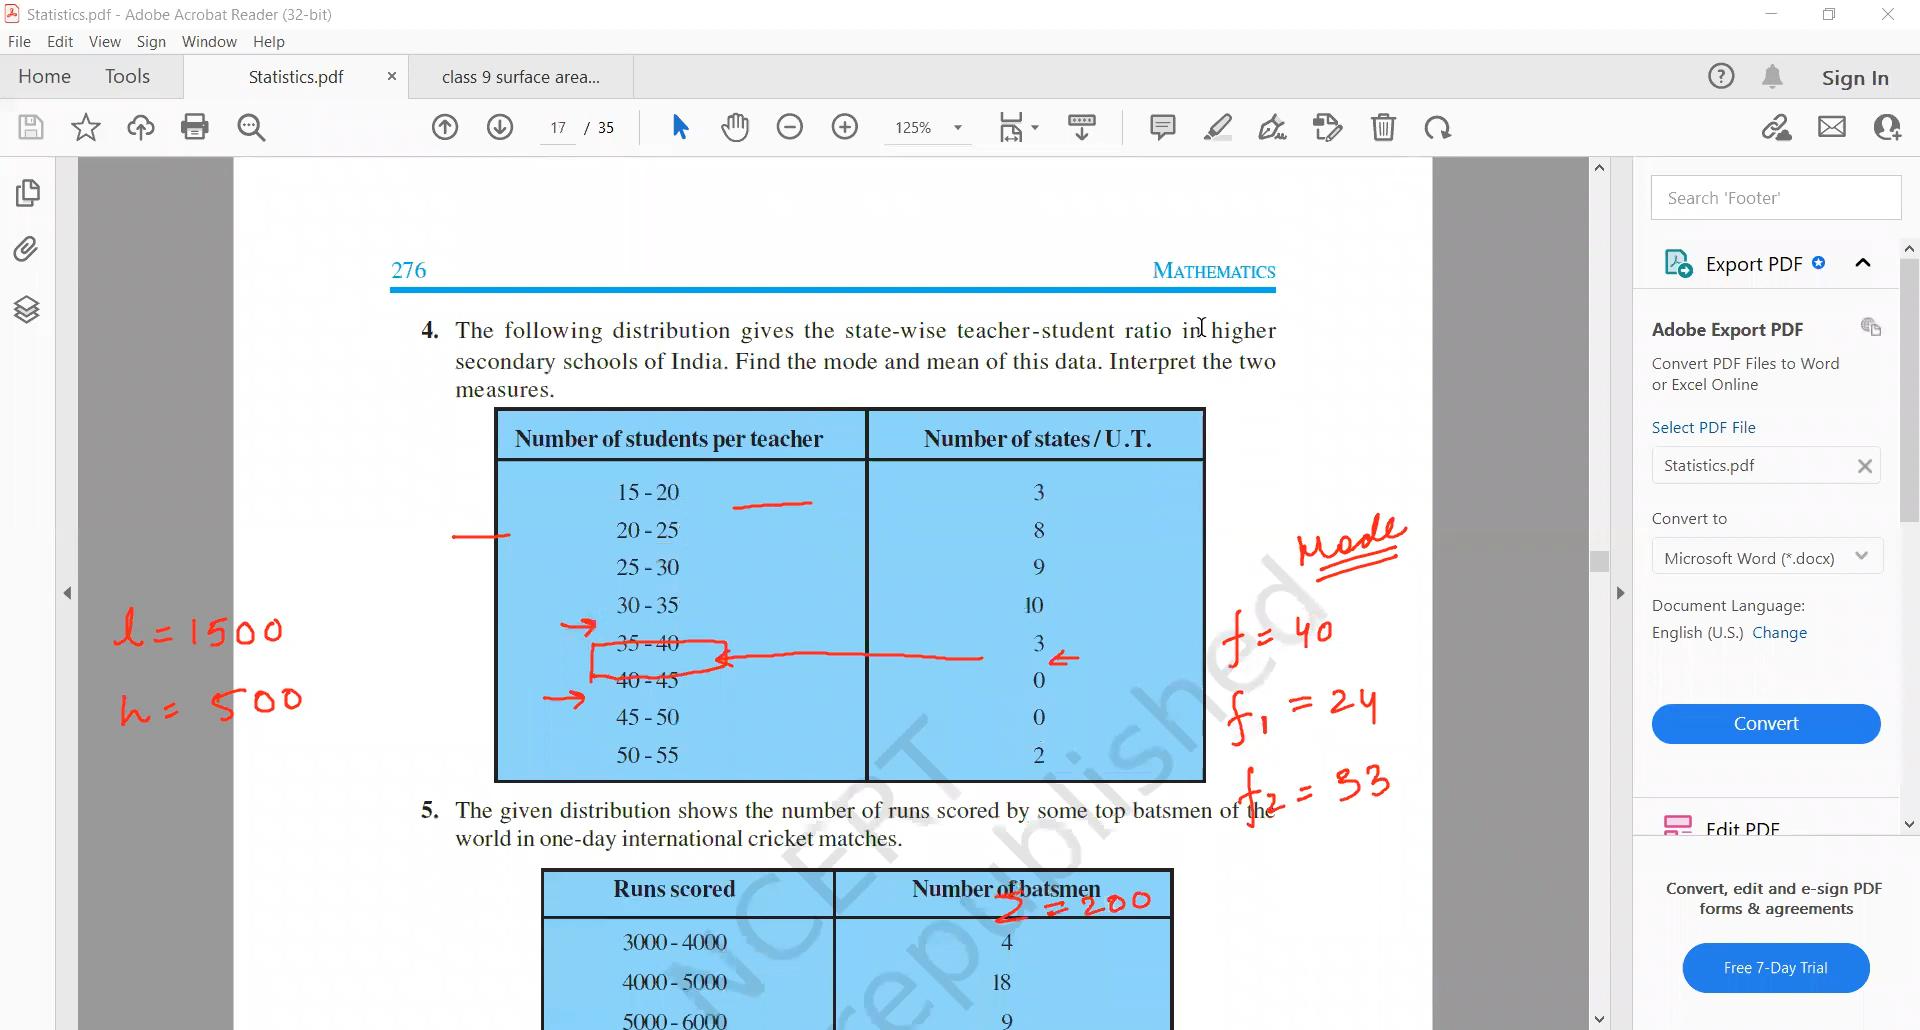 Statistics.pdf - Adobe Acrobat Reader (32-bit)
File Edit View Sign Window Help
Home Tools Statistics.pdf × class 9 surface area... Sign In
17 / 35 125%
Search 'Footer'
Export PDF
Adobe Export PDF
Convert PDF Files to Word
or Excel Online
Select PDF File
Statistics.pdf
Convert to
Microsoft Word (*.docx)
Document Language:
English (U.S.) Change
Convert
Edit PDF
Convert, edit and e-sign PDF
forms & agreements
Free 7-Day Trial
276 MATHEMATICS
4. The following distribution gives the state-wise teacher-student ratio in higher
secondary schools of India. Find the mode and mean of this data. Interpret the two
measures.
Number of students per teacher Number of states / U.T.
15 - 20 3
20 - 25 8
25 - 30 9
30 - 35 10
35 - 40 3
40 - 45 0
45 - 50 0
50 - 55 2
Mode
f = 40
f1 = 24
f2 = 33
l = 1500
h = 500
5. The given distribution shows the number of runs scored by some top batsmen of the
world in one-day international cricket matches.
Runs scored Number of batsmen
Σ = 200
3000 - 4000 4
4000 - 5000 18
5000 - 6000 9
NCERT
republished